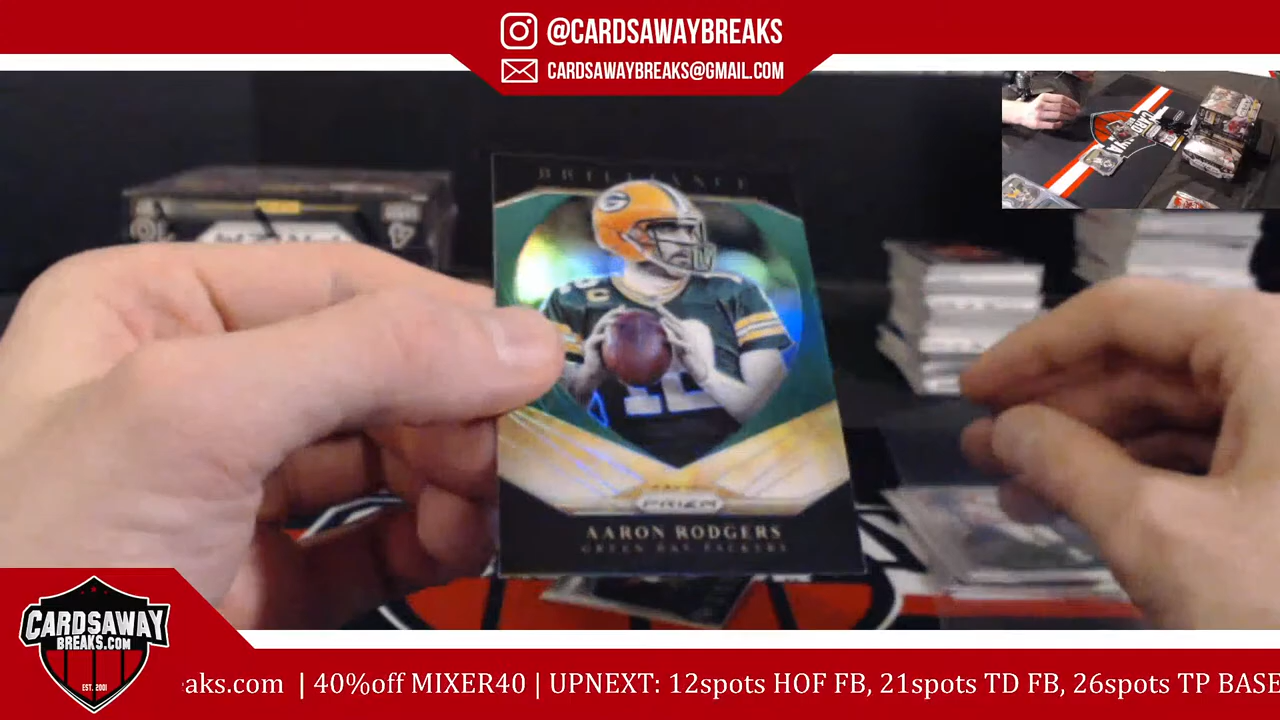 @CARDSAWAYBREAKS
CARDSAWAYBREAKS@GMAIL.COM
BRILLIANCE
PRIZM
AARON RODGERS
GREEN BAY PACKERS
CARDSAWAY
BREAKS.COM
EST. 2001
aks.com | 40%off MIXER40 | UPNEXT: 12spots HOF FB, 21spots TD FB, 26spots TP BASE